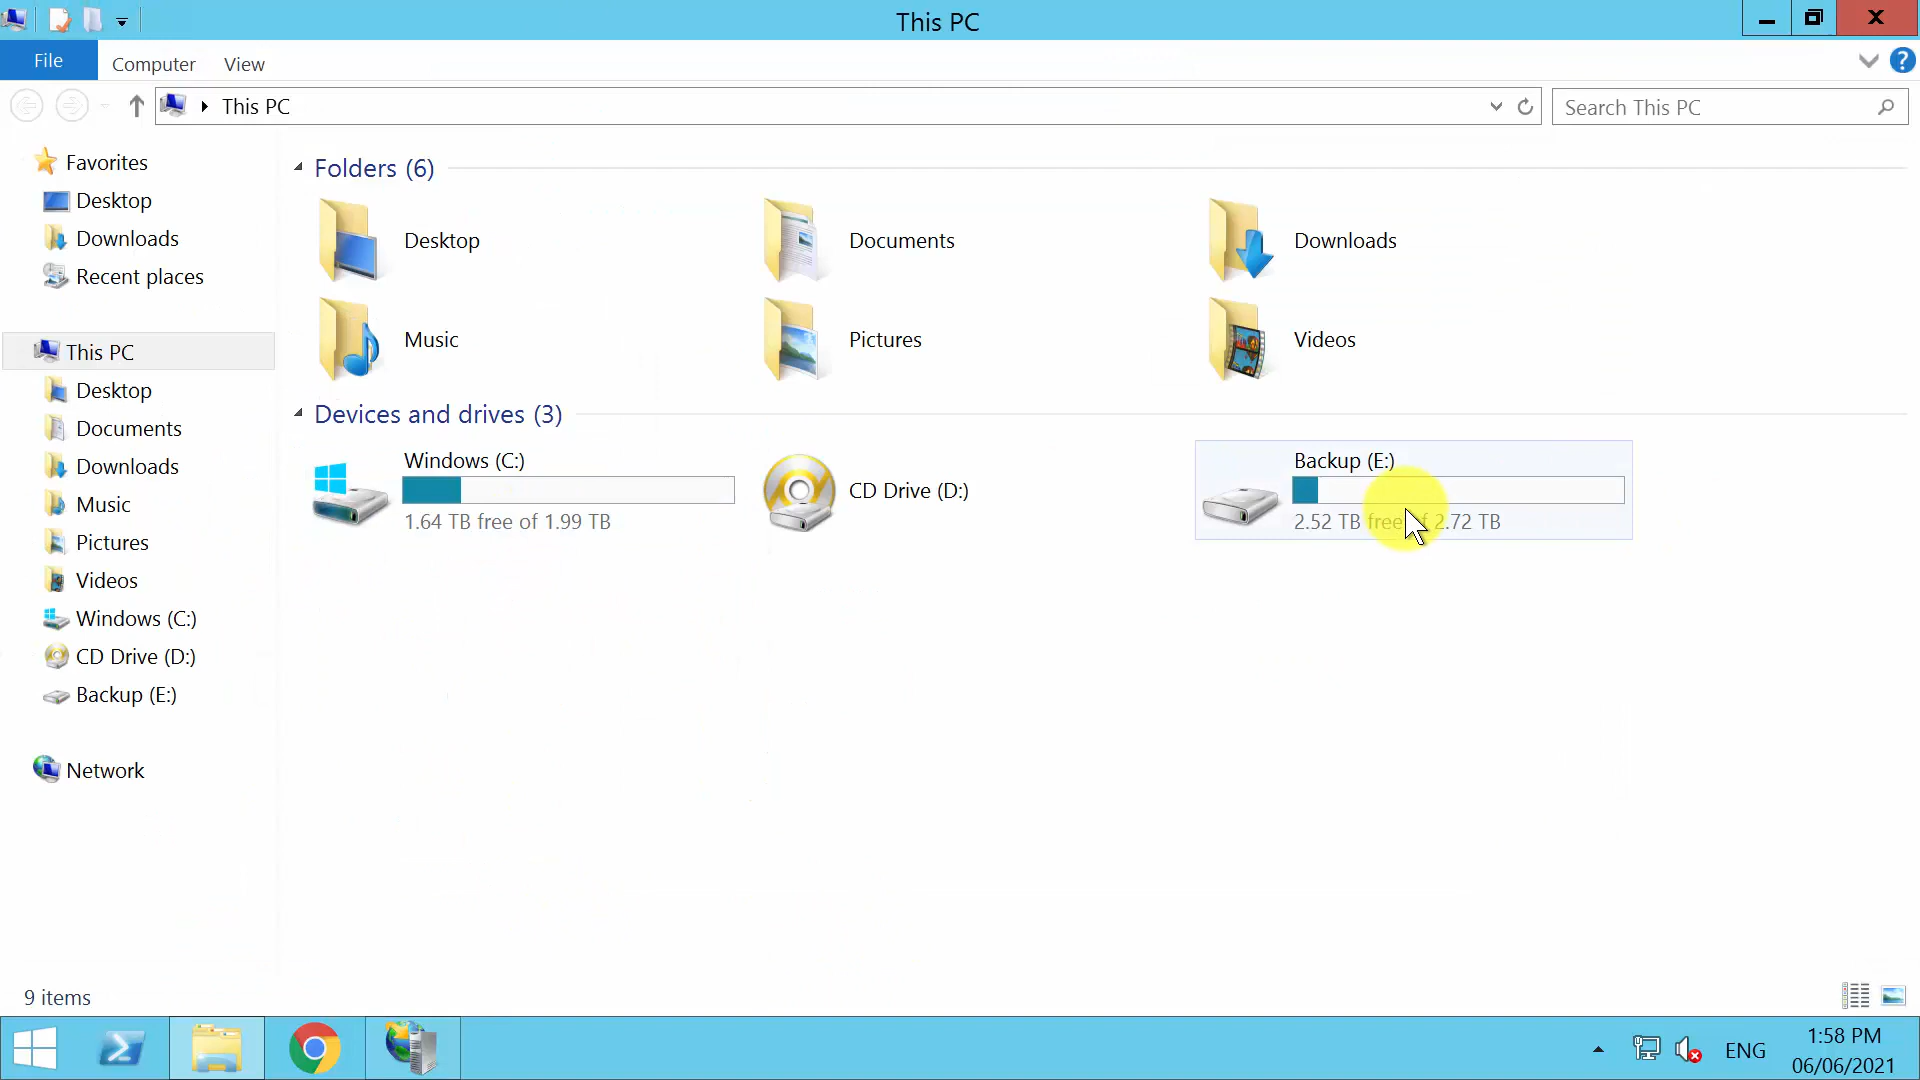 This PC
File
Computer
View
This PC
Search This PC
Favorites
Desktop
Downloads
Recent places
This PC
Desktop
Documents
Downloads
Music
Pictures
Videos
Windows (C:)
CD Drive (D:)
Backup (E:)
Network
Folders (6)
Desktop
Documents
Downloads
Music
Pictures
Videos
Devices and drives (3)
Windows (C:)
1.64 TB free of 1.99 TB
CD Drive (D:)
Backup (E:)
2.52 TB free of 2.72 TB
9 items
ENG
1:58 PM
06/06/2021